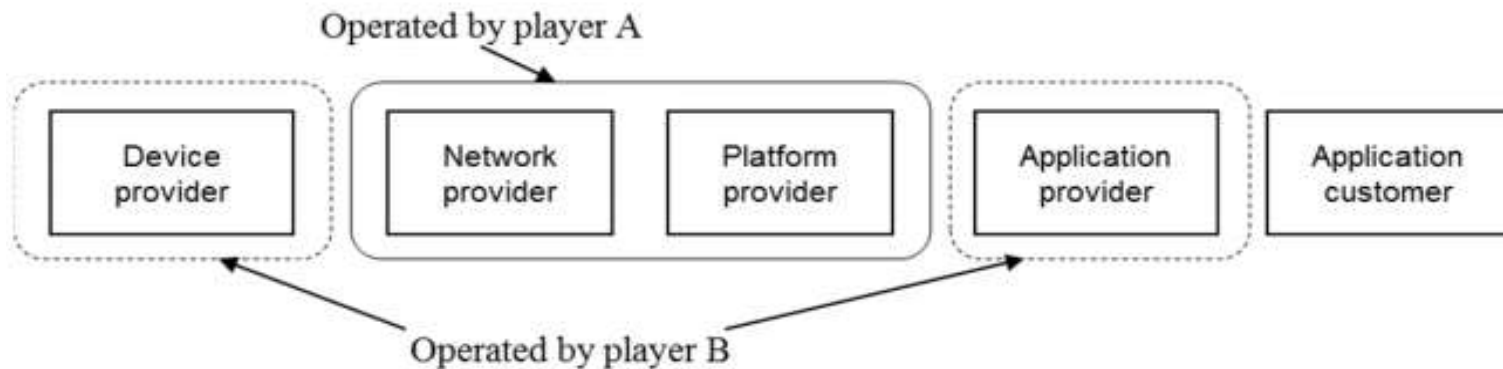 Operated by player A
Device
provider
Network
provider
Platform
provider
Application
provider
Application
customer
Operated by player B